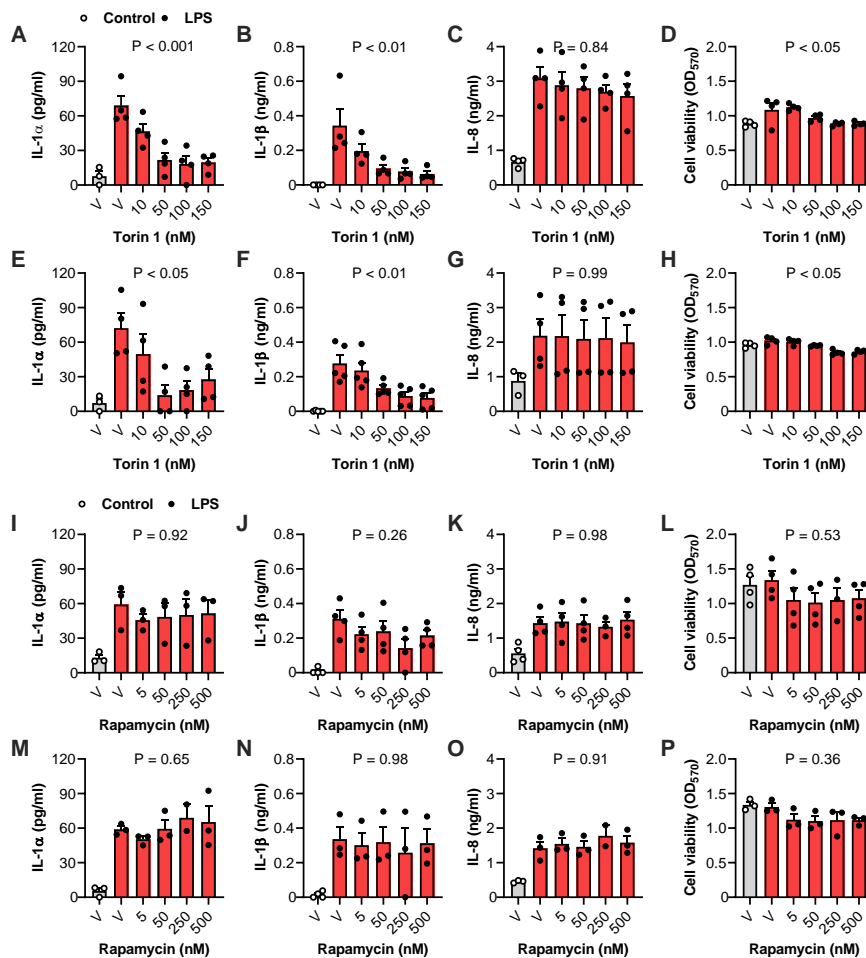 Control LPS
A
P < 0.001
IL-1α (pg/ml)
120
90
60
30
0
V V 10 50 100 150
Torin 1 (nM)
B
P < 0.01
IL-1β (ng/ml)
0.8
0.6
0.4
0.2
0.0
V V 10 50 100 150
Torin 1 (nM)
C
P = 0.84
IL-8 (ng/ml)
4
3
2
1
0
V V 10 50 100 150
Torin 1 (nM)
D
P < 0.05
Cell viability (OD570)
2.0
1.5
1.0
0.5
0.0
V V 10 50 100 150
Torin 1 (nM)
E
P < 0.05
IL-1α (pg/ml)
120
90
60
30
0
V V 10 50 100 150
Torin 1 (nM)
F
P < 0.01
IL-1β (ng/ml)
0.8
0.6
0.4
0.2
0.0
V V 10 50 100 150
Torin 1 (nM)
G
P = 0.99
IL-8 (ng/ml)
4
3
2
1
0
V V 10 50 100 150
Torin 1 (nM)
H
P < 0.05
Cell viability (OD570)
2.0
1.5
1.0
0.5
0.0
V V 10 50 100 150
Torin 1 (nM)
Control LPS
I
P = 0.92
IL-1α (pg/ml)
120
90
60
30
0
V V 5 50 250 500
Rapamycin (nM)
J
P = 0.26
IL-1β (ng/ml)
0.8
0.6
0.4
0.2
0.0
V V 5 50 250 500
Rapamycin (nM)
K
P = 0.98
IL-8 (ng/ml)
4
3
2
1
0
V V 5 50 250 500
Rapamycin (nM)
L
P = 0.53
Cell viability (OD570)
2.0
1.5
1.0
0.5
0.0
V V 5 50 250 500
Rapamycin (nM)
M
P = 0.65
IL-1α (pg/ml)
120
90
60
30
0
V V 5 50 250 500
Rapamycin (nM)
N
P = 0.98
IL-1β (ng/ml)
0.8
0.6
0.4
0.2
0.0
V V 5 50 250 500
Rapamycin (nM)
O
P = 0.91
IL-8 (ng/ml)
4
3
2
1
0
V V 5 50 250 500
Rapamycin (nM)
P
P = 0.36
Cell viability (OD570)
2.0
1.5
1.0
0.5
0.0
V V 5 50 250 500
Rapamycin (nM)